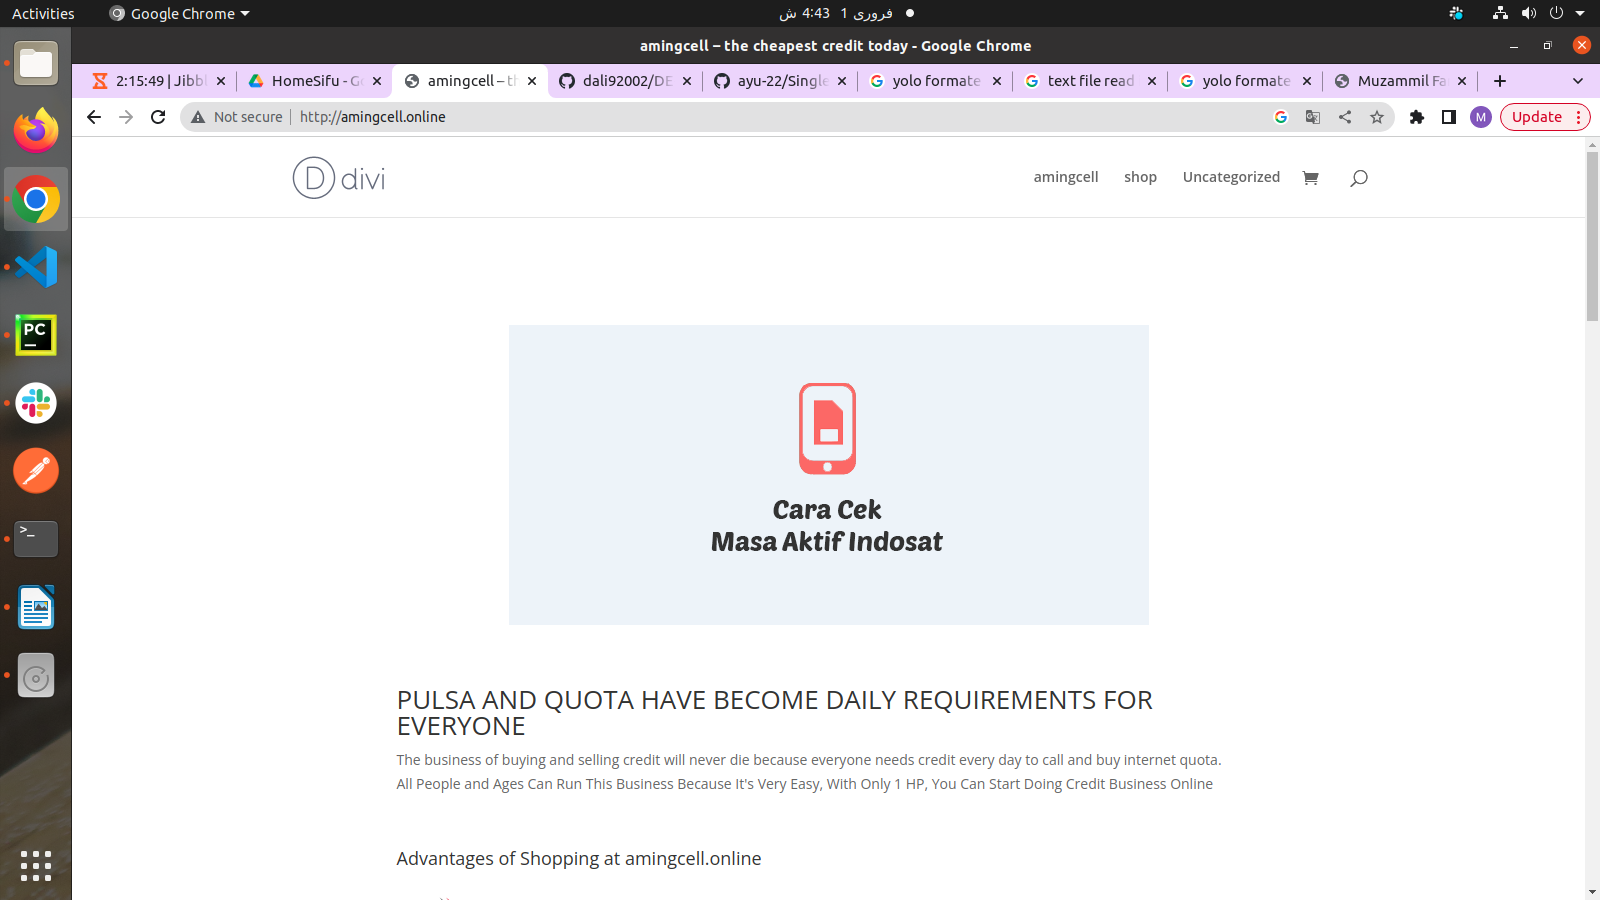 Activities
Google Chrome
1 فروری 4:43 ش
amingcell – the cheapest credit today - Google Chrome
2:15:49 | Jibbl
HomeSifu - Go
amingcell – th
dali92002/DE
ayu-22/Single
yolo formate
text file read
yolo formate
Muzammil Fa
Not secure
http://amingcell.online
M
Update
D divi
amingcell
shop
Uncategorized
PC
>_
Cara Cek
Masa Aktif Indosat
PULSA AND QUOTA HAVE BECOME DAILY REQUIREMENTS FOR
EVERYONE
The business of buying and selling credit will never die because everyone needs credit every day to call and buy internet quota.
All People and Ages Can Run This Business Because It's Very Easy, With Only 1 HP, You Can Start Doing Credit Business Online
Advantages of Shopping at amingcell.online